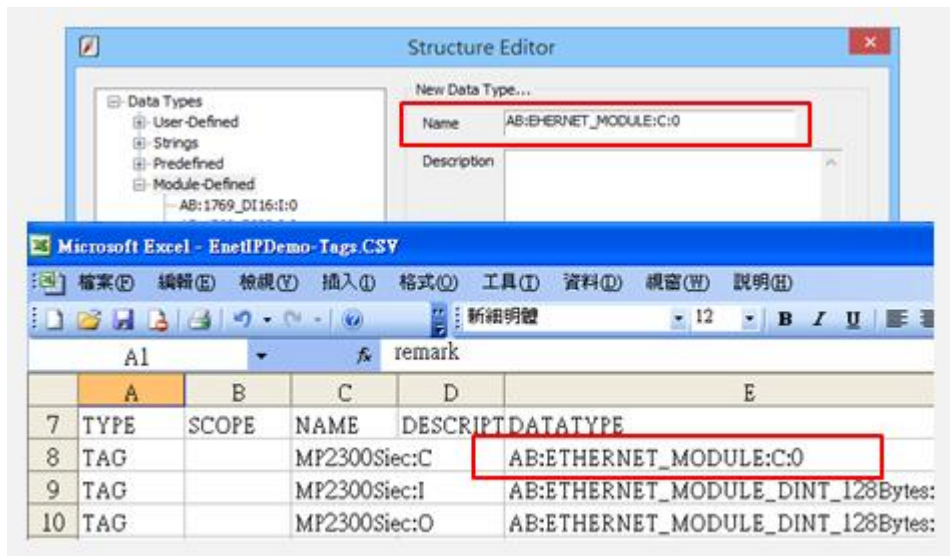 Structure Editor
Data Types
User-Defined
Strings
Predefined
Module-Defined
AB:1769_DI16:I:0
New Data Type...
Name AB:EHERNET_MODULE:C:0
Description
Microsoft Excel - EnetIPDemo-Tags.CSV
檔案(F) 編輯(E) 檢視(V) 插入(I) 格式(O) 工具(T) 資料(D) 視窗(W) 說明(H)
新細明體 12 B I U
A1 fx remark
A B C D E
7 TYPE SCOPE NAME DESCRIPT DATATYPE
8 TAG MP2300Siec:C AB:ETHERNET_MODULE:C:0
9 TAG MP2300Siec:I AB:ETHERNET_MODULE_DINT_128Bytes:
10 TAG MP2300Siec:O AB:ETHERNET_MODULE_DINT_128Bytes: